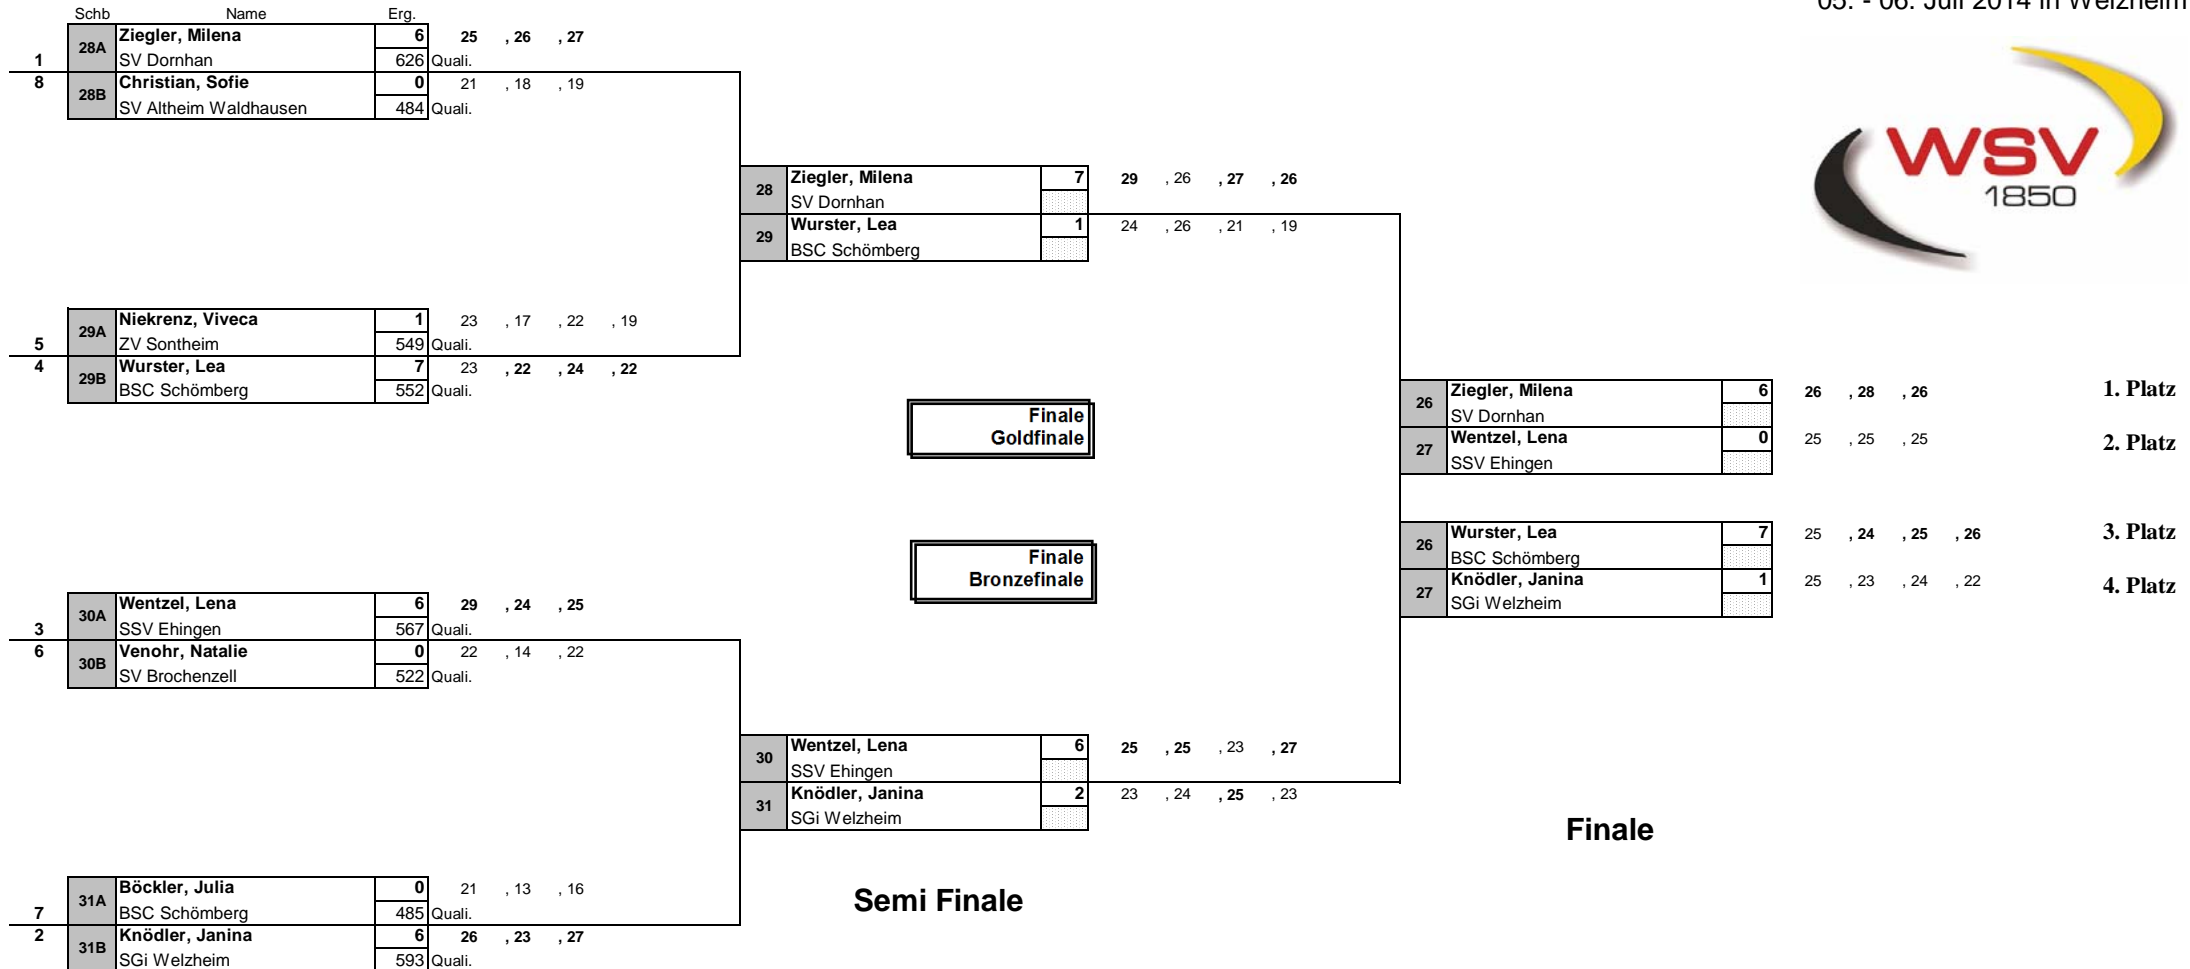 05. - 06. Juli 2014 in Welzheim
Schb Name Erg.
28A Ziegler, Milena 6 25 , 26 , 27
1 SV Dornhan 626 Quali.
8 28B Christian, Sofie 0 21 , 18 , 19
SV Altheim Waldhausen 484 Quali.
WSV
1850
28 Ziegler, Milena 7 29 , 26 , 27 , 26
SV Dornhan
29 Wurster, Lea 1 24 , 26 , 21 , 19
BSC Schömberg
29A Niekrenz, Viveca 1 23 , 17 , 22 , 19
5 ZV Sontheim 549 Quali.
4 29B Wurster, Lea 7 23 , 22 , 24 , 22
BSC Schömberg 552 Quali.
26 Ziegler, Milena 6 26 , 28 , 26 1. Platz
SV Dornhan
27 Wentzel, Lena 0 25 , 25 , 25 2. Platz
SSV Ehingen
Finale
Goldfinale
26 Wurster, Lea 7 25 , 24 , 25 , 26 3. Platz
BSC Schömberg
27 Knödler, Janina 1 25 , 23 , 24 , 22 4. Platz
SGi Welzheim
Finale
Bronzefinale
30A Wentzel, Lena 6 29 , 24 , 25
3 SSV Ehingen 567 Quali.
6 30B Venohr, Natalie 0 22 , 14 , 22
SV Brochenzell 522 Quali.
30 Wentzel, Lena 6 25 , 25 , 23 , 27
SSV Ehingen
31 Knödler, Janina 2 23 , 24 , 25 , 23
SGi Welzheim
Finale
31A Böckler, Julia 0 21 , 13 , 16
7 BSC Schömberg 485 Quali.
2 31B Knödler, Janina 6 26 , 23 , 27
SGi Welzheim 593 Quali.
Semi Finale